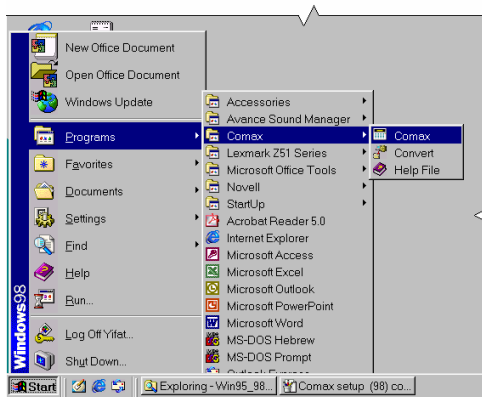 New Office Document
Open Office Document
Windows Update
Programs
Favorites
Documents
Settings
Find
Help
Run...
Log Off Yifat...
Shut Down...
Windows98
Accessories
Avance Sound Manager
Comax
Lexmark Z51 Series
Microsoft Office Tools
Novell
StartUp
Acrobat Reader 5.0
Internet Explorer
Microsoft Access
Microsoft Excel
Microsoft Outlook
Microsoft PowerPoint
Microsoft Word
MS-DOS Hebrew
MS-DOS Prompt
Outlook Express
Comax
Convert
Help File
Start
Exploring - Win95_98...
Comax setup (98) co...